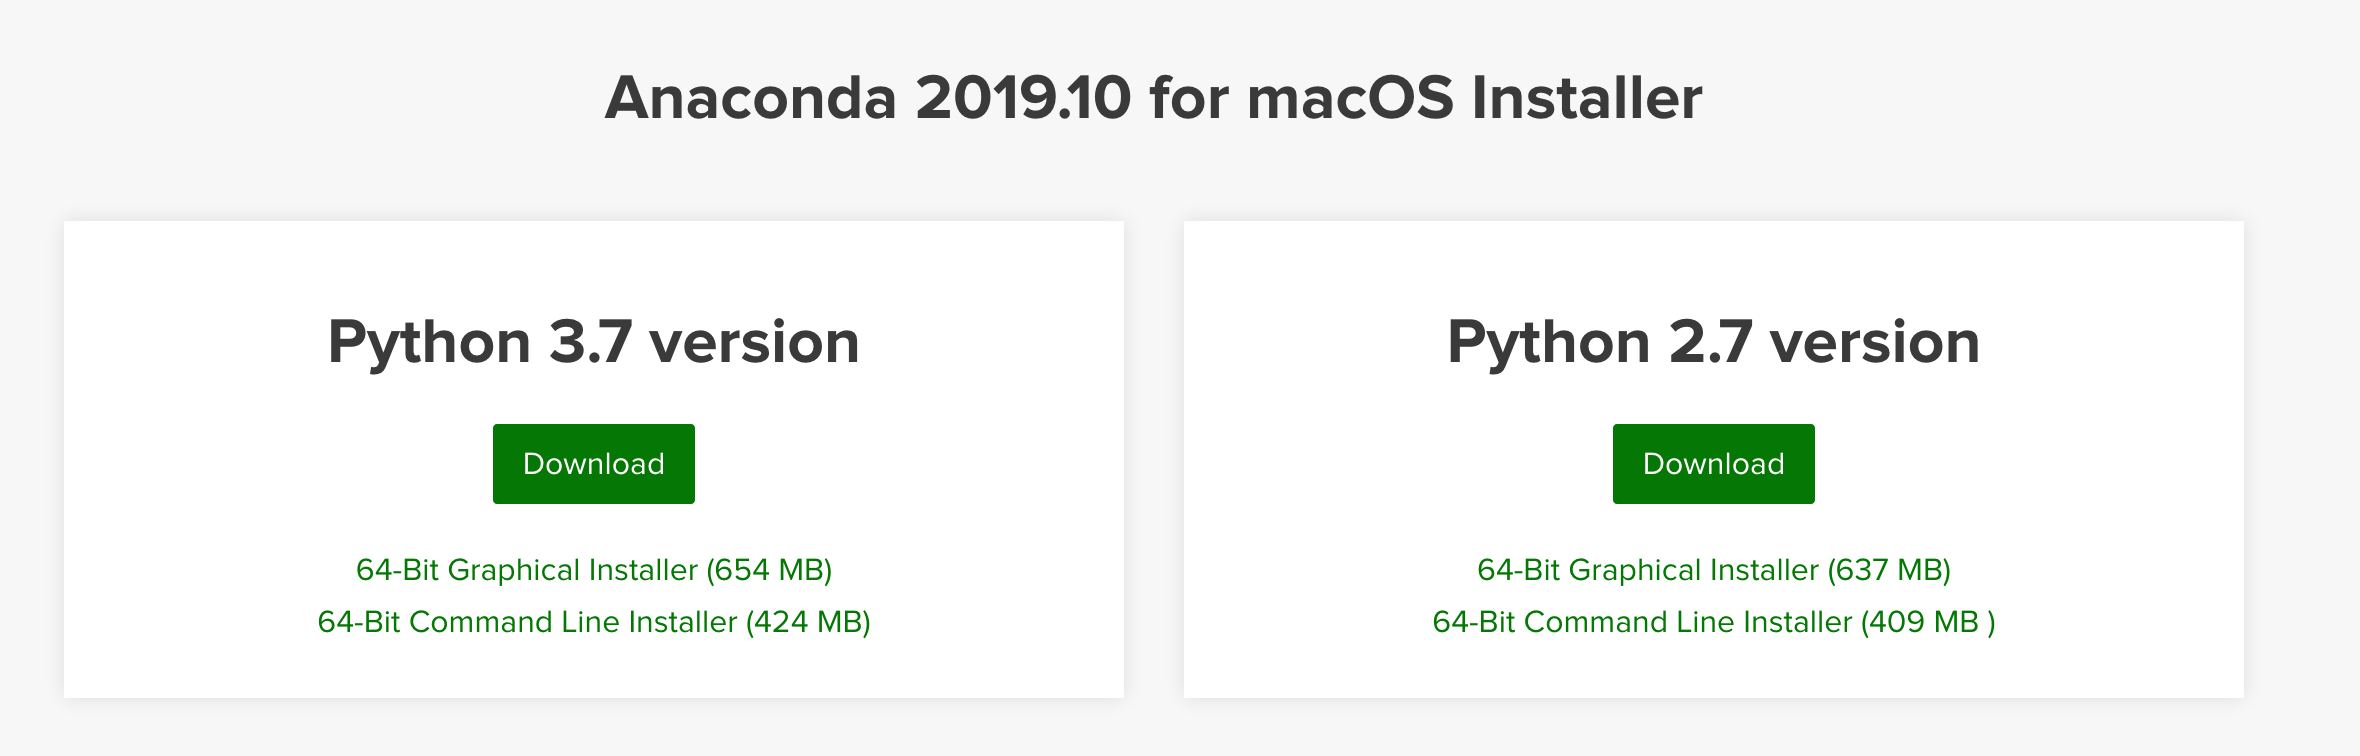 Anaconda 2019.10 for macOS Installer
Python 3.7 version
Download
64-Bit Graphical Installer (654 MB)
64-Bit Command Line Installer (424 MB)
Python 2.7 version
Download
64-Bit Graphical Installer (637 MB)
64-Bit Command Line Installer (409 MB )